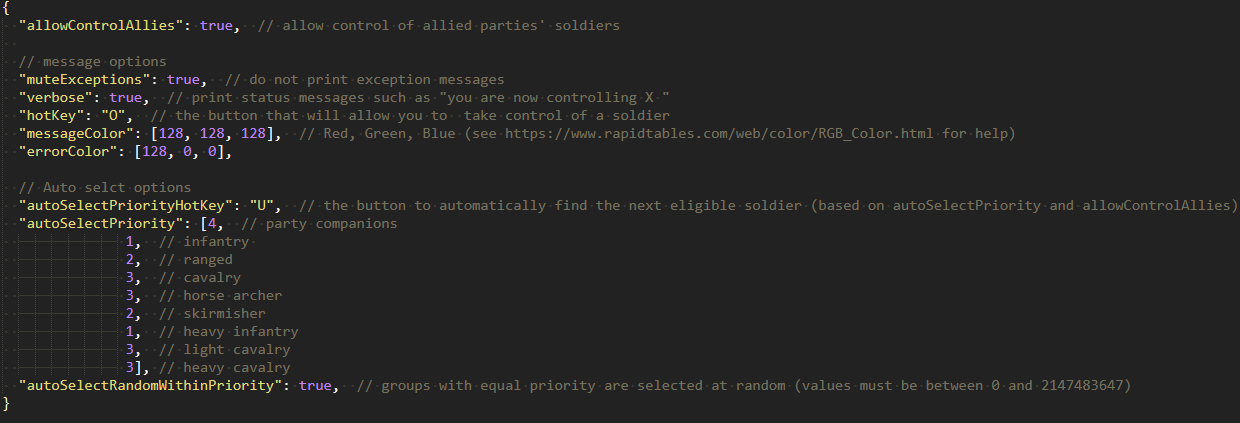 {
"allowControlAllies": true, // allow control of allied parties' soldiers
// message options
"muteExceptions": true, // do not print exception messages
"verbose": true, // print status messages such as "you are now controlling X "
"hotKey": "O", // the button that will allow you to take control of a soldier
"messageColor": [128, 128, 128], // Red, Green, Blue (see https://www.rapidtables.com/web/color/RGB_Color.html for help)
"errorColor": [128, 0, 0],
// Auto selct options
"autoSelectPriorityHotKey": "U", // the button to automatically find the next eligible soldier (based on autoSelectPriority and allowControlAllies)
"autoSelectPriority": [4, // party companions
1, // infantry
2, // ranged
3, // cavalry
3, // horse archer
2, // skirmisher
1, // heavy infantry
3, // light cavalry
3], // heavy cavalry
"autoSelectRandomWithinPriority": true, // groups with equal priority are selected at random (values must be between 0 and 2147483647)
}